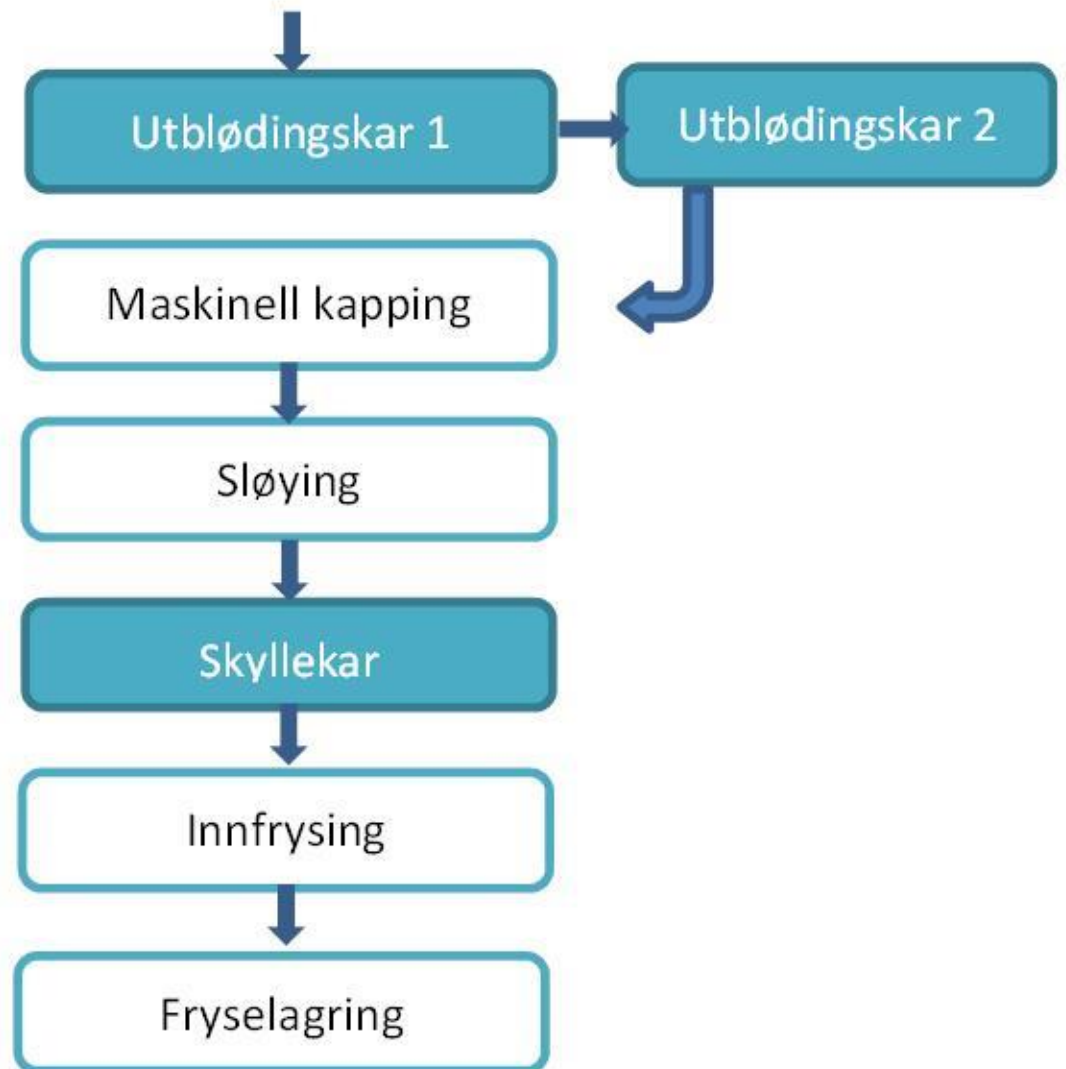 Utblødingskar 1
Utblødingskar 2
Maskinell kapping
Sløying
Skyllekar
Innfrysing
Fryselagring